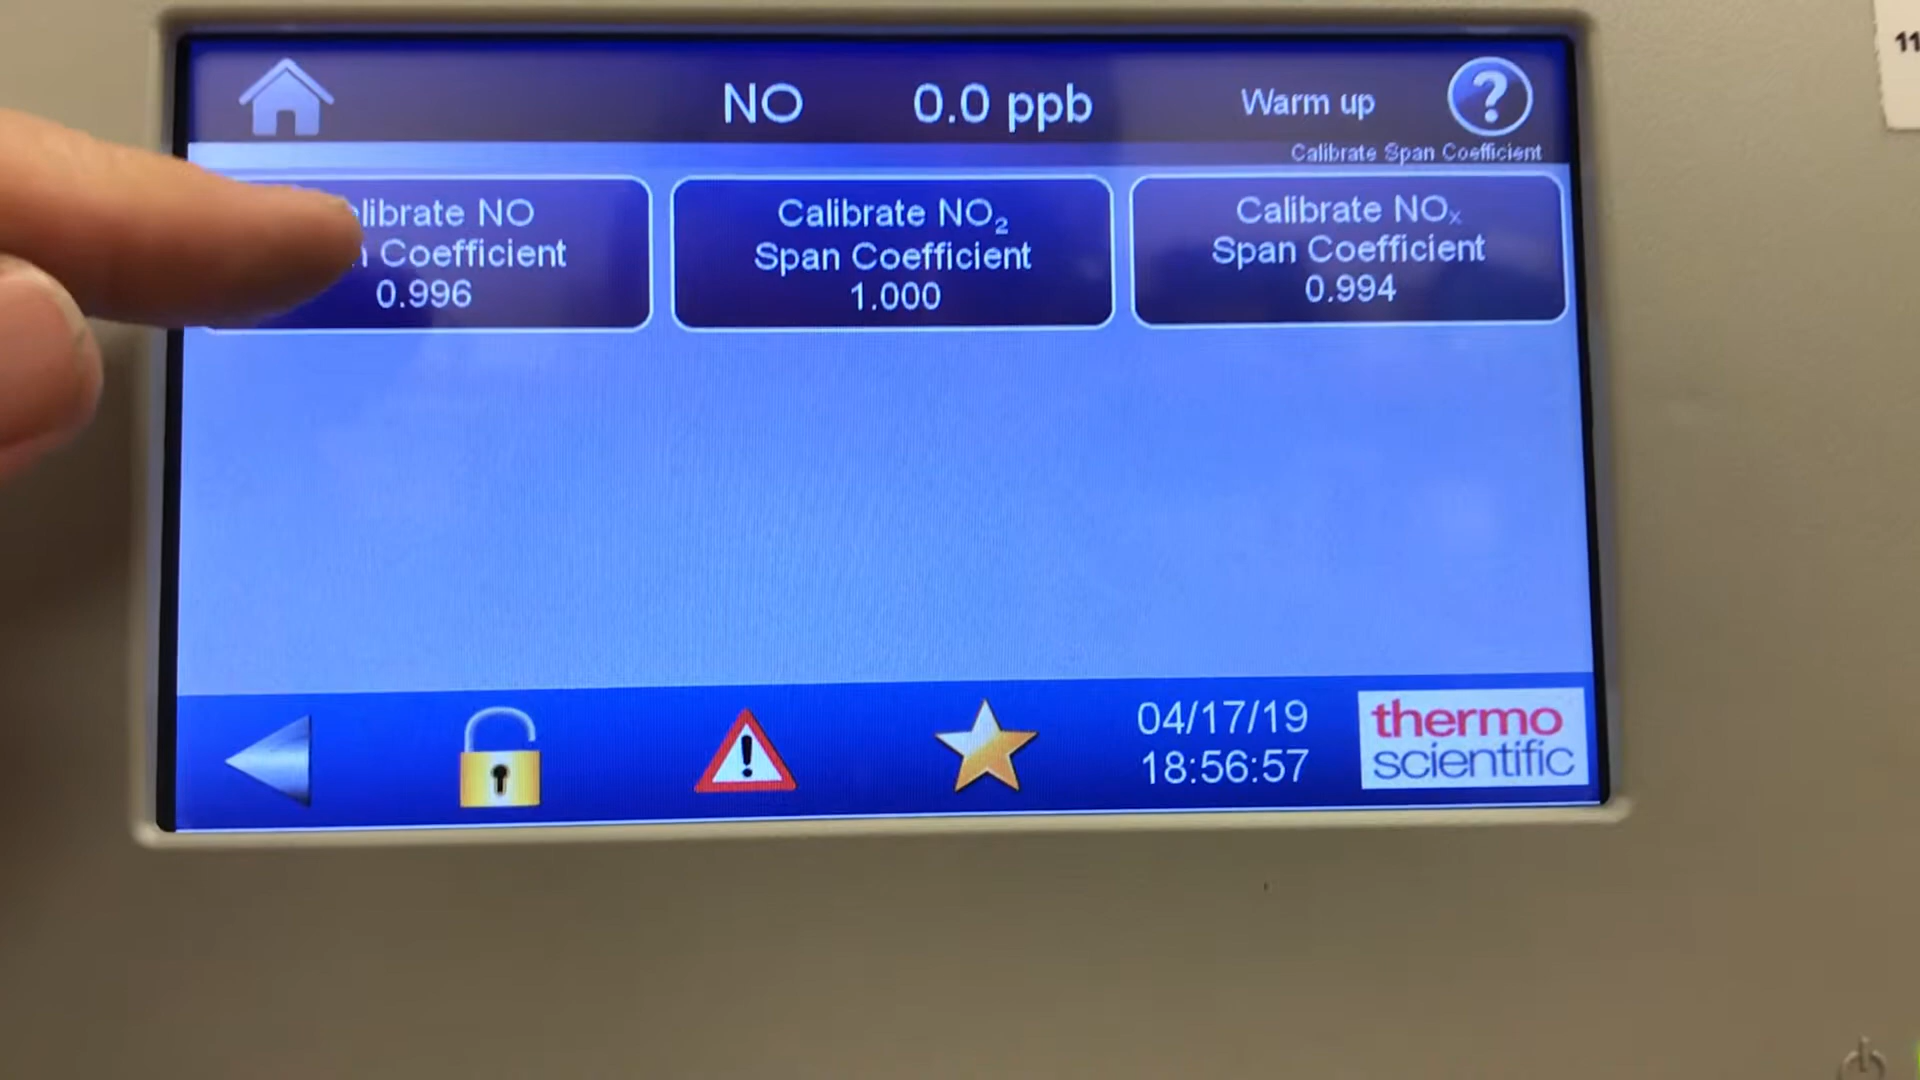 NO 0.0 ppb Warm up ?
Calibrate Span Coefficient
librate NO
Coefficient
0.996
Calibrate NO₂
Span Coefficient
1.000
Calibrate NOₓ
Span Coefficient
0.994
04/17/19
18:56:57
thermo
scientific
11